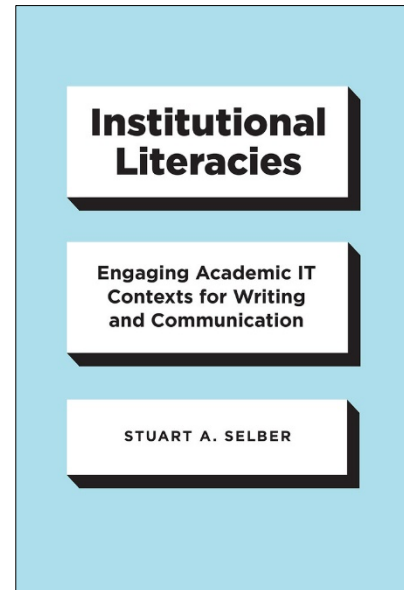 Institutional
Literacies
Engaging Academic IT
Contexts for Writing
and Communication
STUART A. SELBER